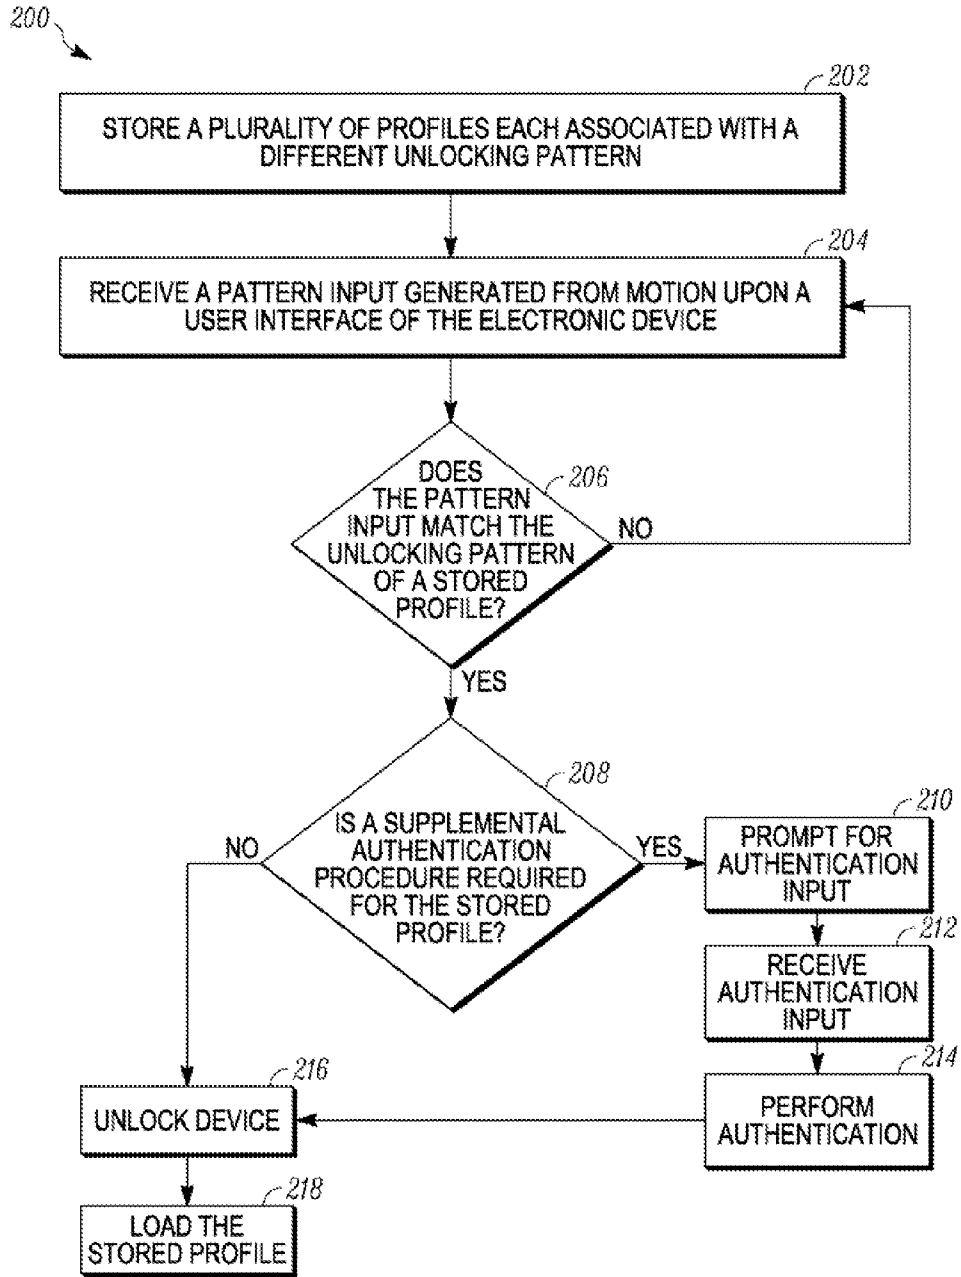 200
202
STORE A PLURALITY OF PROFILES EACH ASSOCIATED WITH A
DIFFERENT UNLOCKING PATTERN
204
RECEIVE A PATTERN INPUT GENERATED FROM MOTION UPON A
USER INTERFACE OF THE ELECTRONIC DEVICE
206
DOES
THE PATTERN
INPUT MATCH THE
UNLOCKING PATTERN
OF A STORED
PROFILE?
NO
YES
208
IS A SUPPLEMENTAL
AUTHENTICATION
PROCEDURE REQUIRED
FOR THE STORED
PROFILE?
NO
YES
210
PROMPT FOR
AUTHENTICATION
INPUT
212
RECEIVE
AUTHENTICATION
INPUT
214
PERFORM
AUTHENTICATION
216
UNLOCK DEVICE
218
LOAD THE
STORED PROFILE